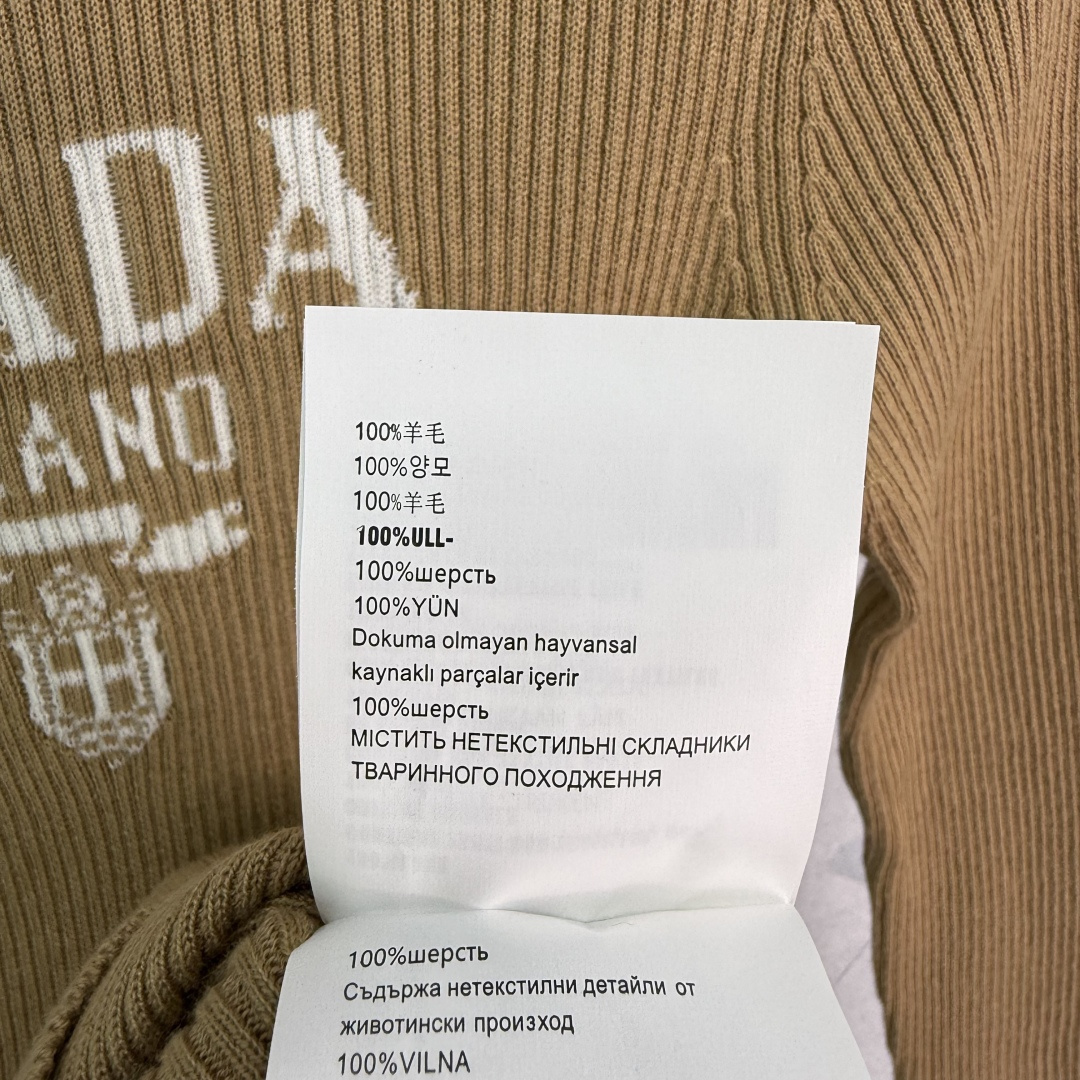 ADA
ANO
100%羊毛
100%양모
100%羊毛
100%ULL-
100%шерсть
100%YÜN
Dokuma olmayan hayvansal
kaynaklı parçalar içerir
100%шерсть
МІСТИТЬ НЕТЕКСТИЛЬНІ СКЛАДНИКИ
ТВАРИННОГО ПОХОДЖЕННЯ
100%шерсть
Съдържа нетекстилни детайли от
животински произход
100%VILNA